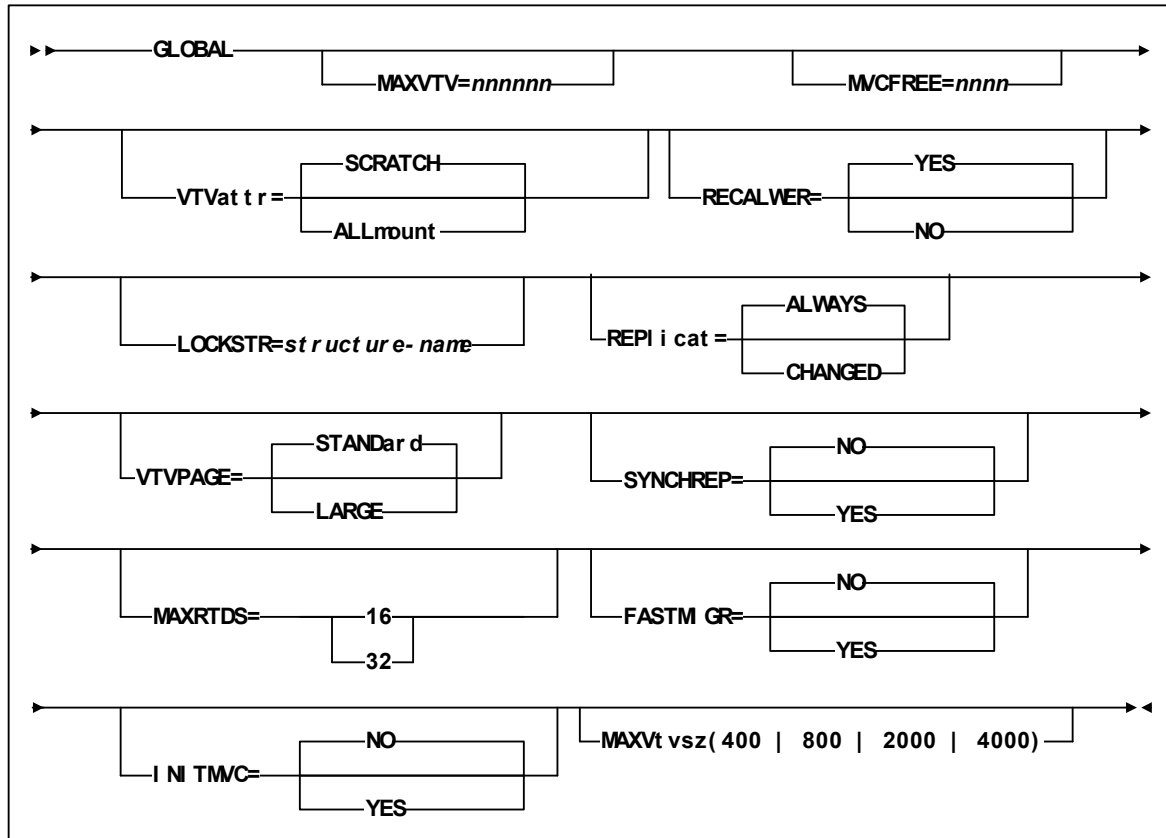 GLOBAL
MAXVTV=nnnnnn
MVCFREE=nnnn
VTVattr=
SCRATCH
ALLmount
RECALWER=
YES
NO
LOCKSTR=structure-name
REPlicat=
ALWAYS
CHANGED
VTVPAGE=
STANDard
LARGE
SYNCHREP=
NO
YES
MAXRTDS=
16
32
FASTMIGR=
NO
YES
INITMVC=
NO
YES
MAXVtvsz(400 | 800 | 2000 | 4000)